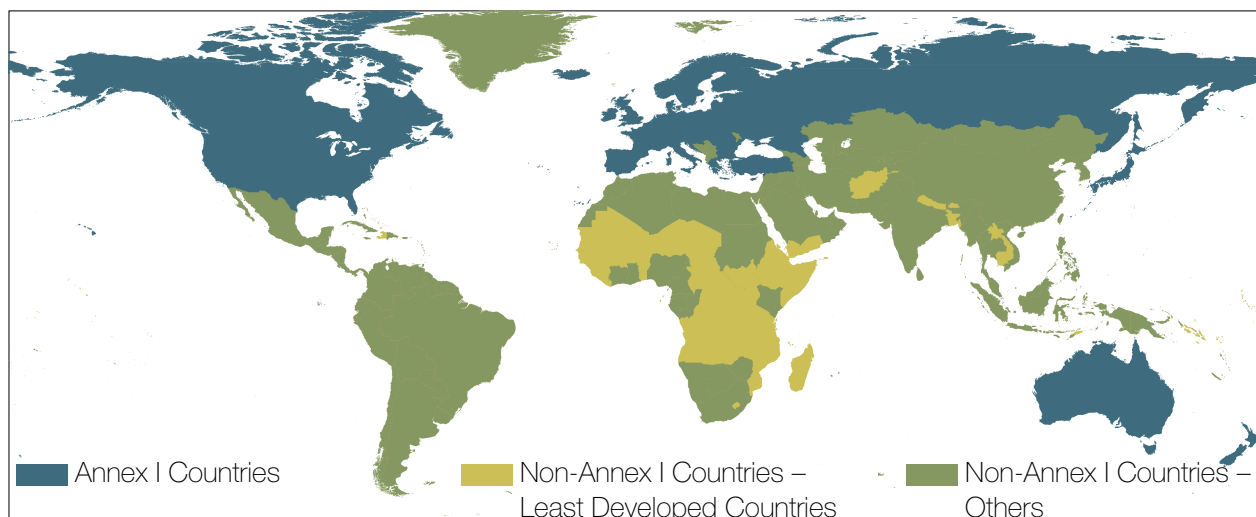 Annex I Countries
Non-Annex I Countries –
Least Developed Countries
Non-Annex I Countries –
Others